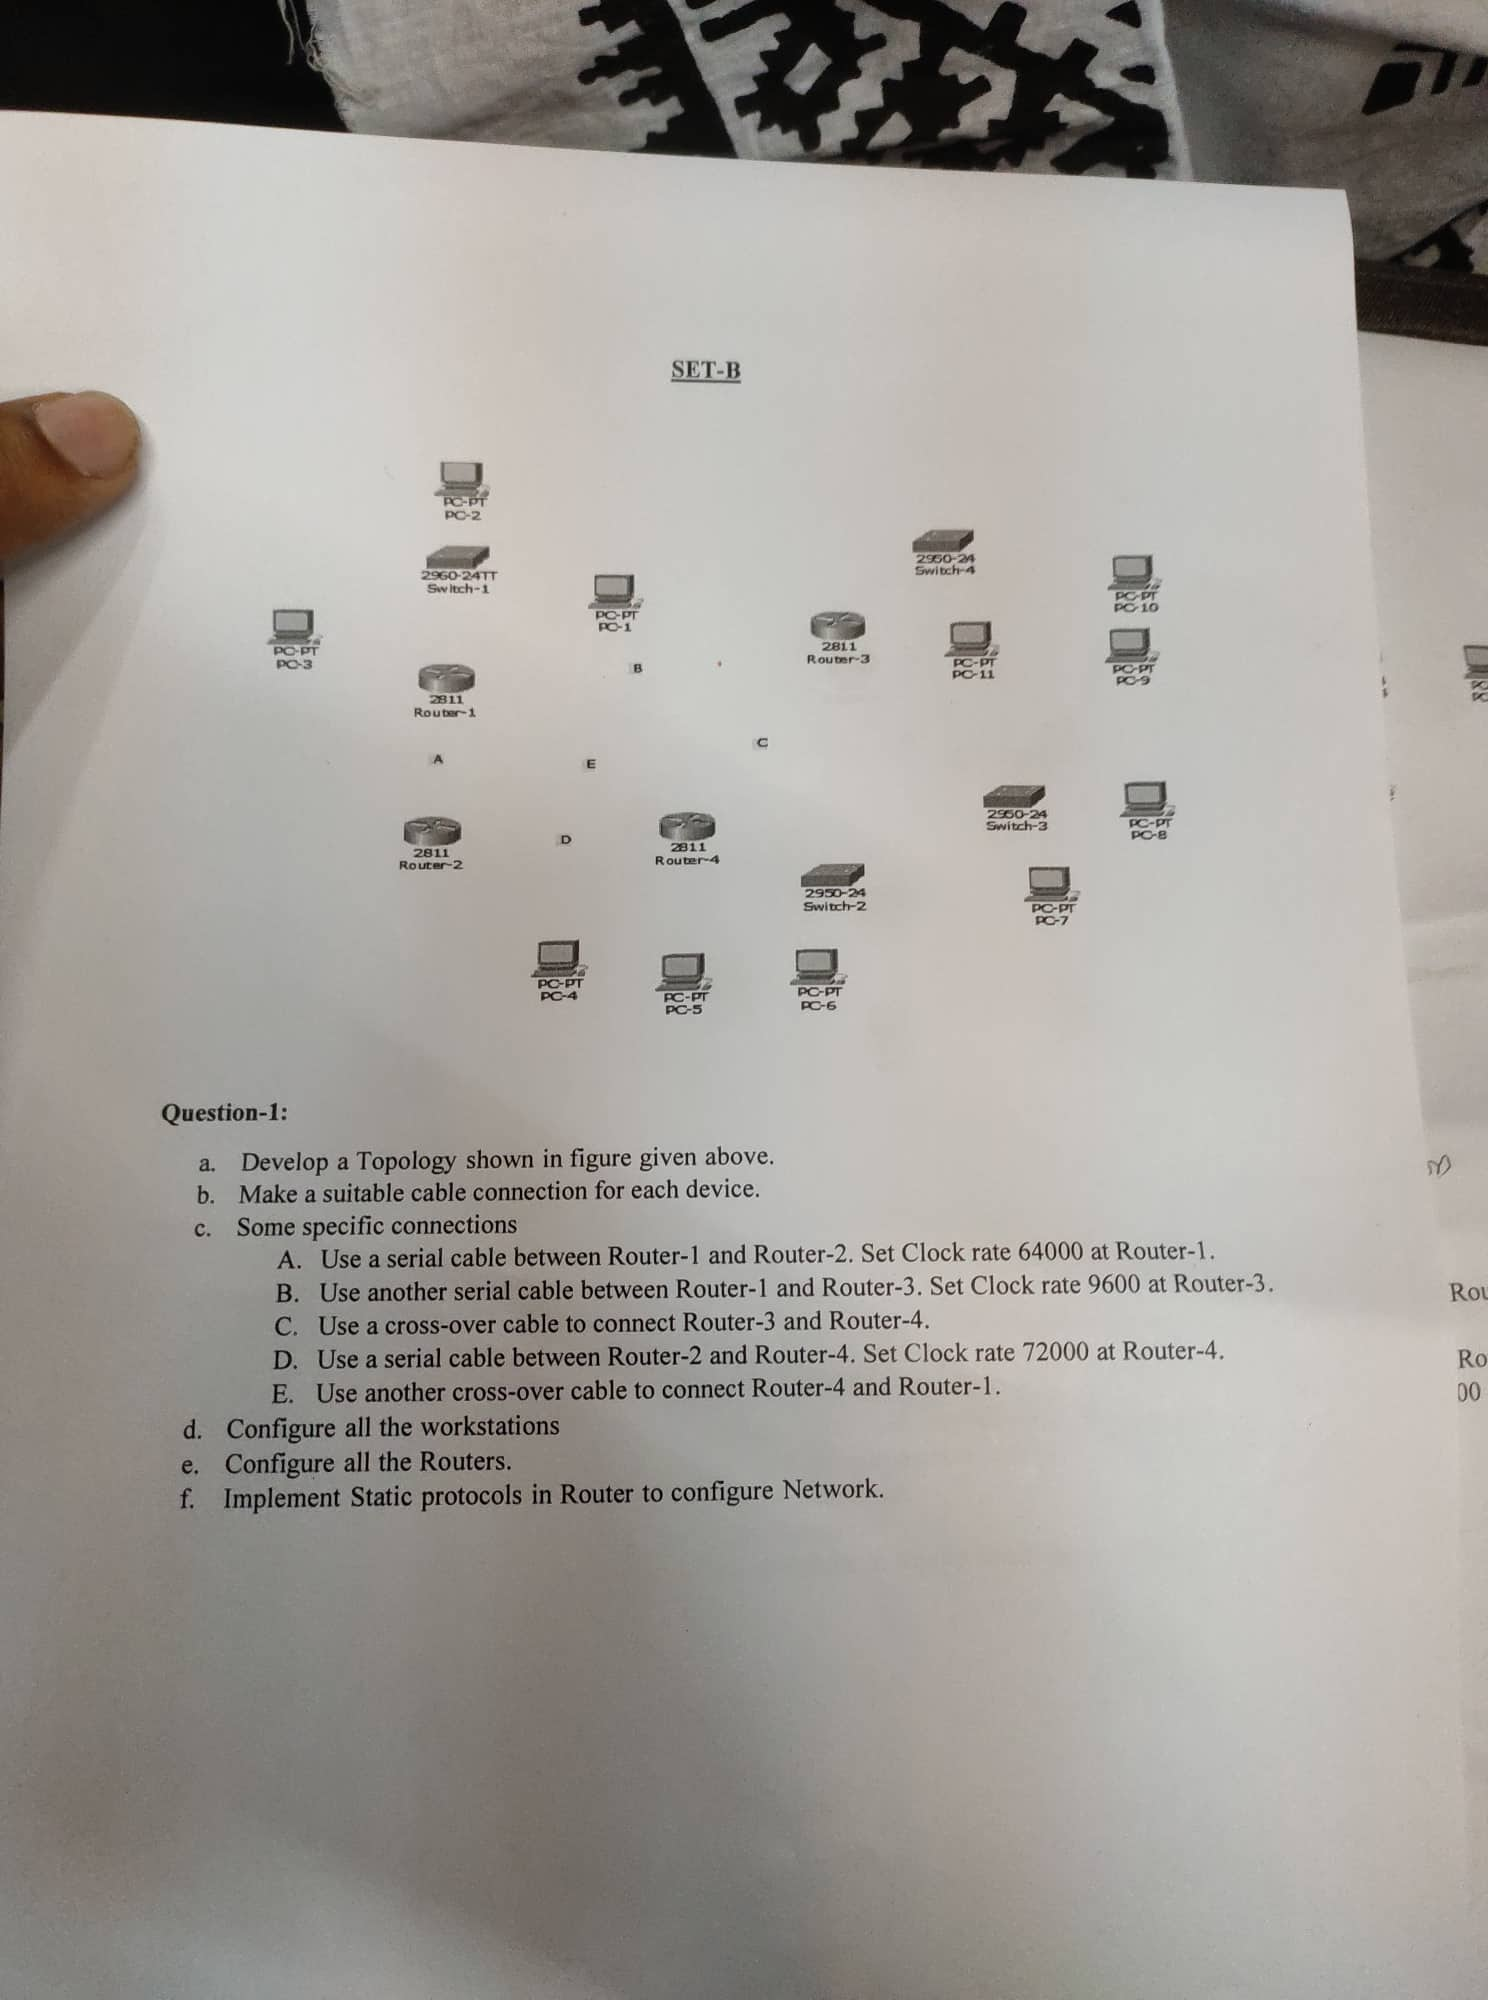 SET-B
PC-PT
PC-2
2960-24TT
Switch-1
PC-PT
PC-1
PC-PT
PC-3
2811
Router-1
B
2950-24
Switch-4
PC-PT
PC-10
2811
Router-3
PC-PT
PC-11
PC-PT
PC-9
A
E
C
2811
Router-2
D
2811
Router-4
2950-24
Switch-3
PC-PT
PC-8
2950-24
Switch-2
PC-PT
PC-7
PC-PT
PC-4
PC-PT
PC-5
PC-PT
PC-6
Question-1:
a. Develop a Topology shown in figure given above.
b. Make a suitable cable connection for each device.
c. Some specific connections
A. Use a serial cable between Router-1 and Router-2. Set Clock rate 64000 at Router-1.
B. Use another serial cable between Router-1 and Router-3. Set Clock rate 9600 at Router-3.
C. Use a cross-over cable to connect Router-3 and Router-4.
D. Use a serial cable between Router-2 and Router-4. Set Clock rate 72000 at Router-4.
E. Use another cross-over cable to connect Router-4 and Router-1.
d. Configure all the workstations
e. Configure all the Routers.
f. Implement Static protocols in Router to configure Network.
Ro
00